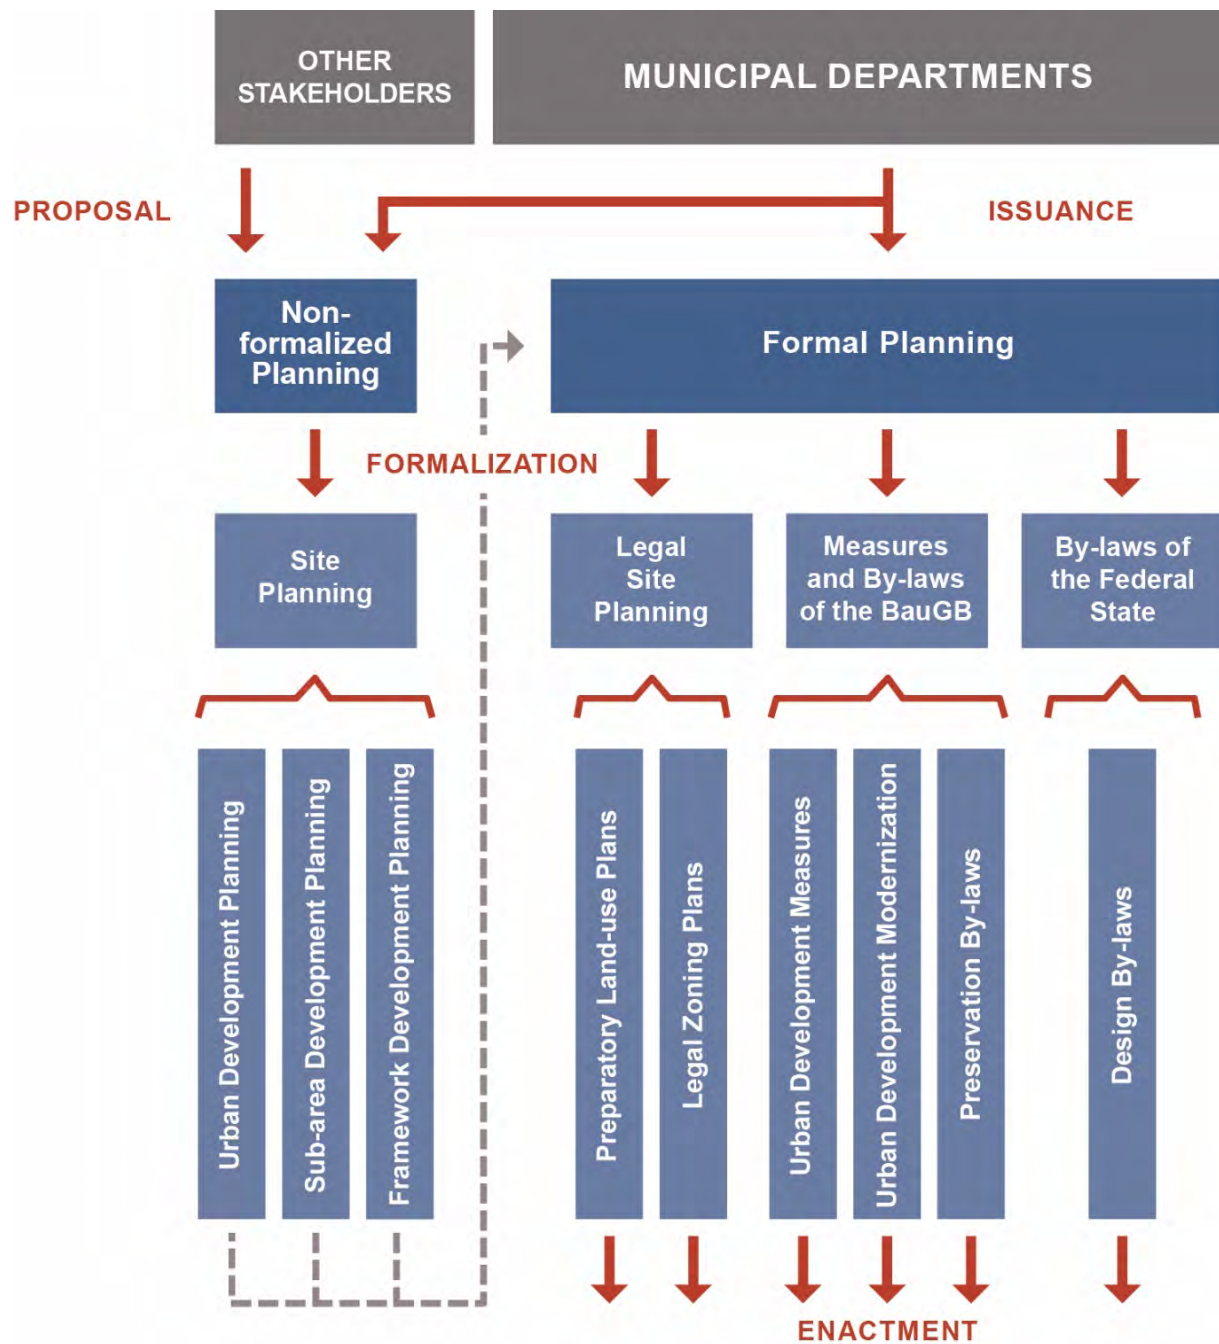 OTHER
STAKEHOLDERS
MUNICIPAL DEPARTMENTS
PROPOSAL
ISSUANCE
Non-
formalized
Planning
Formal Planning
FORMALIZATION
Site
Planning
Legal
Site
Planning
Measures
and By-laws
of the BauGB
By-laws of
the Federal
State
Urban Development Planning
Sub-area Development Planning
Framework Development Planning
Preparatory Land-use Plans
Legal Zoning Plans
Urban Development Measures
Urban Development Modernization
Preservation By-laws
Design By-laws
ENACTMENT